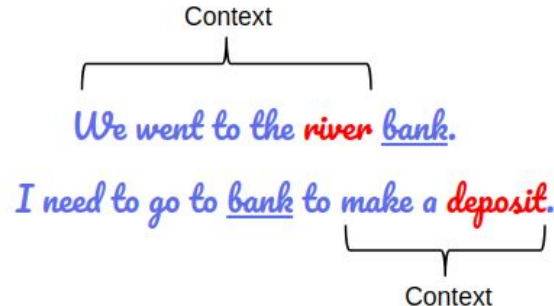 Context
We went to the river bank.
I need to go to bank to make a deposit.
Context